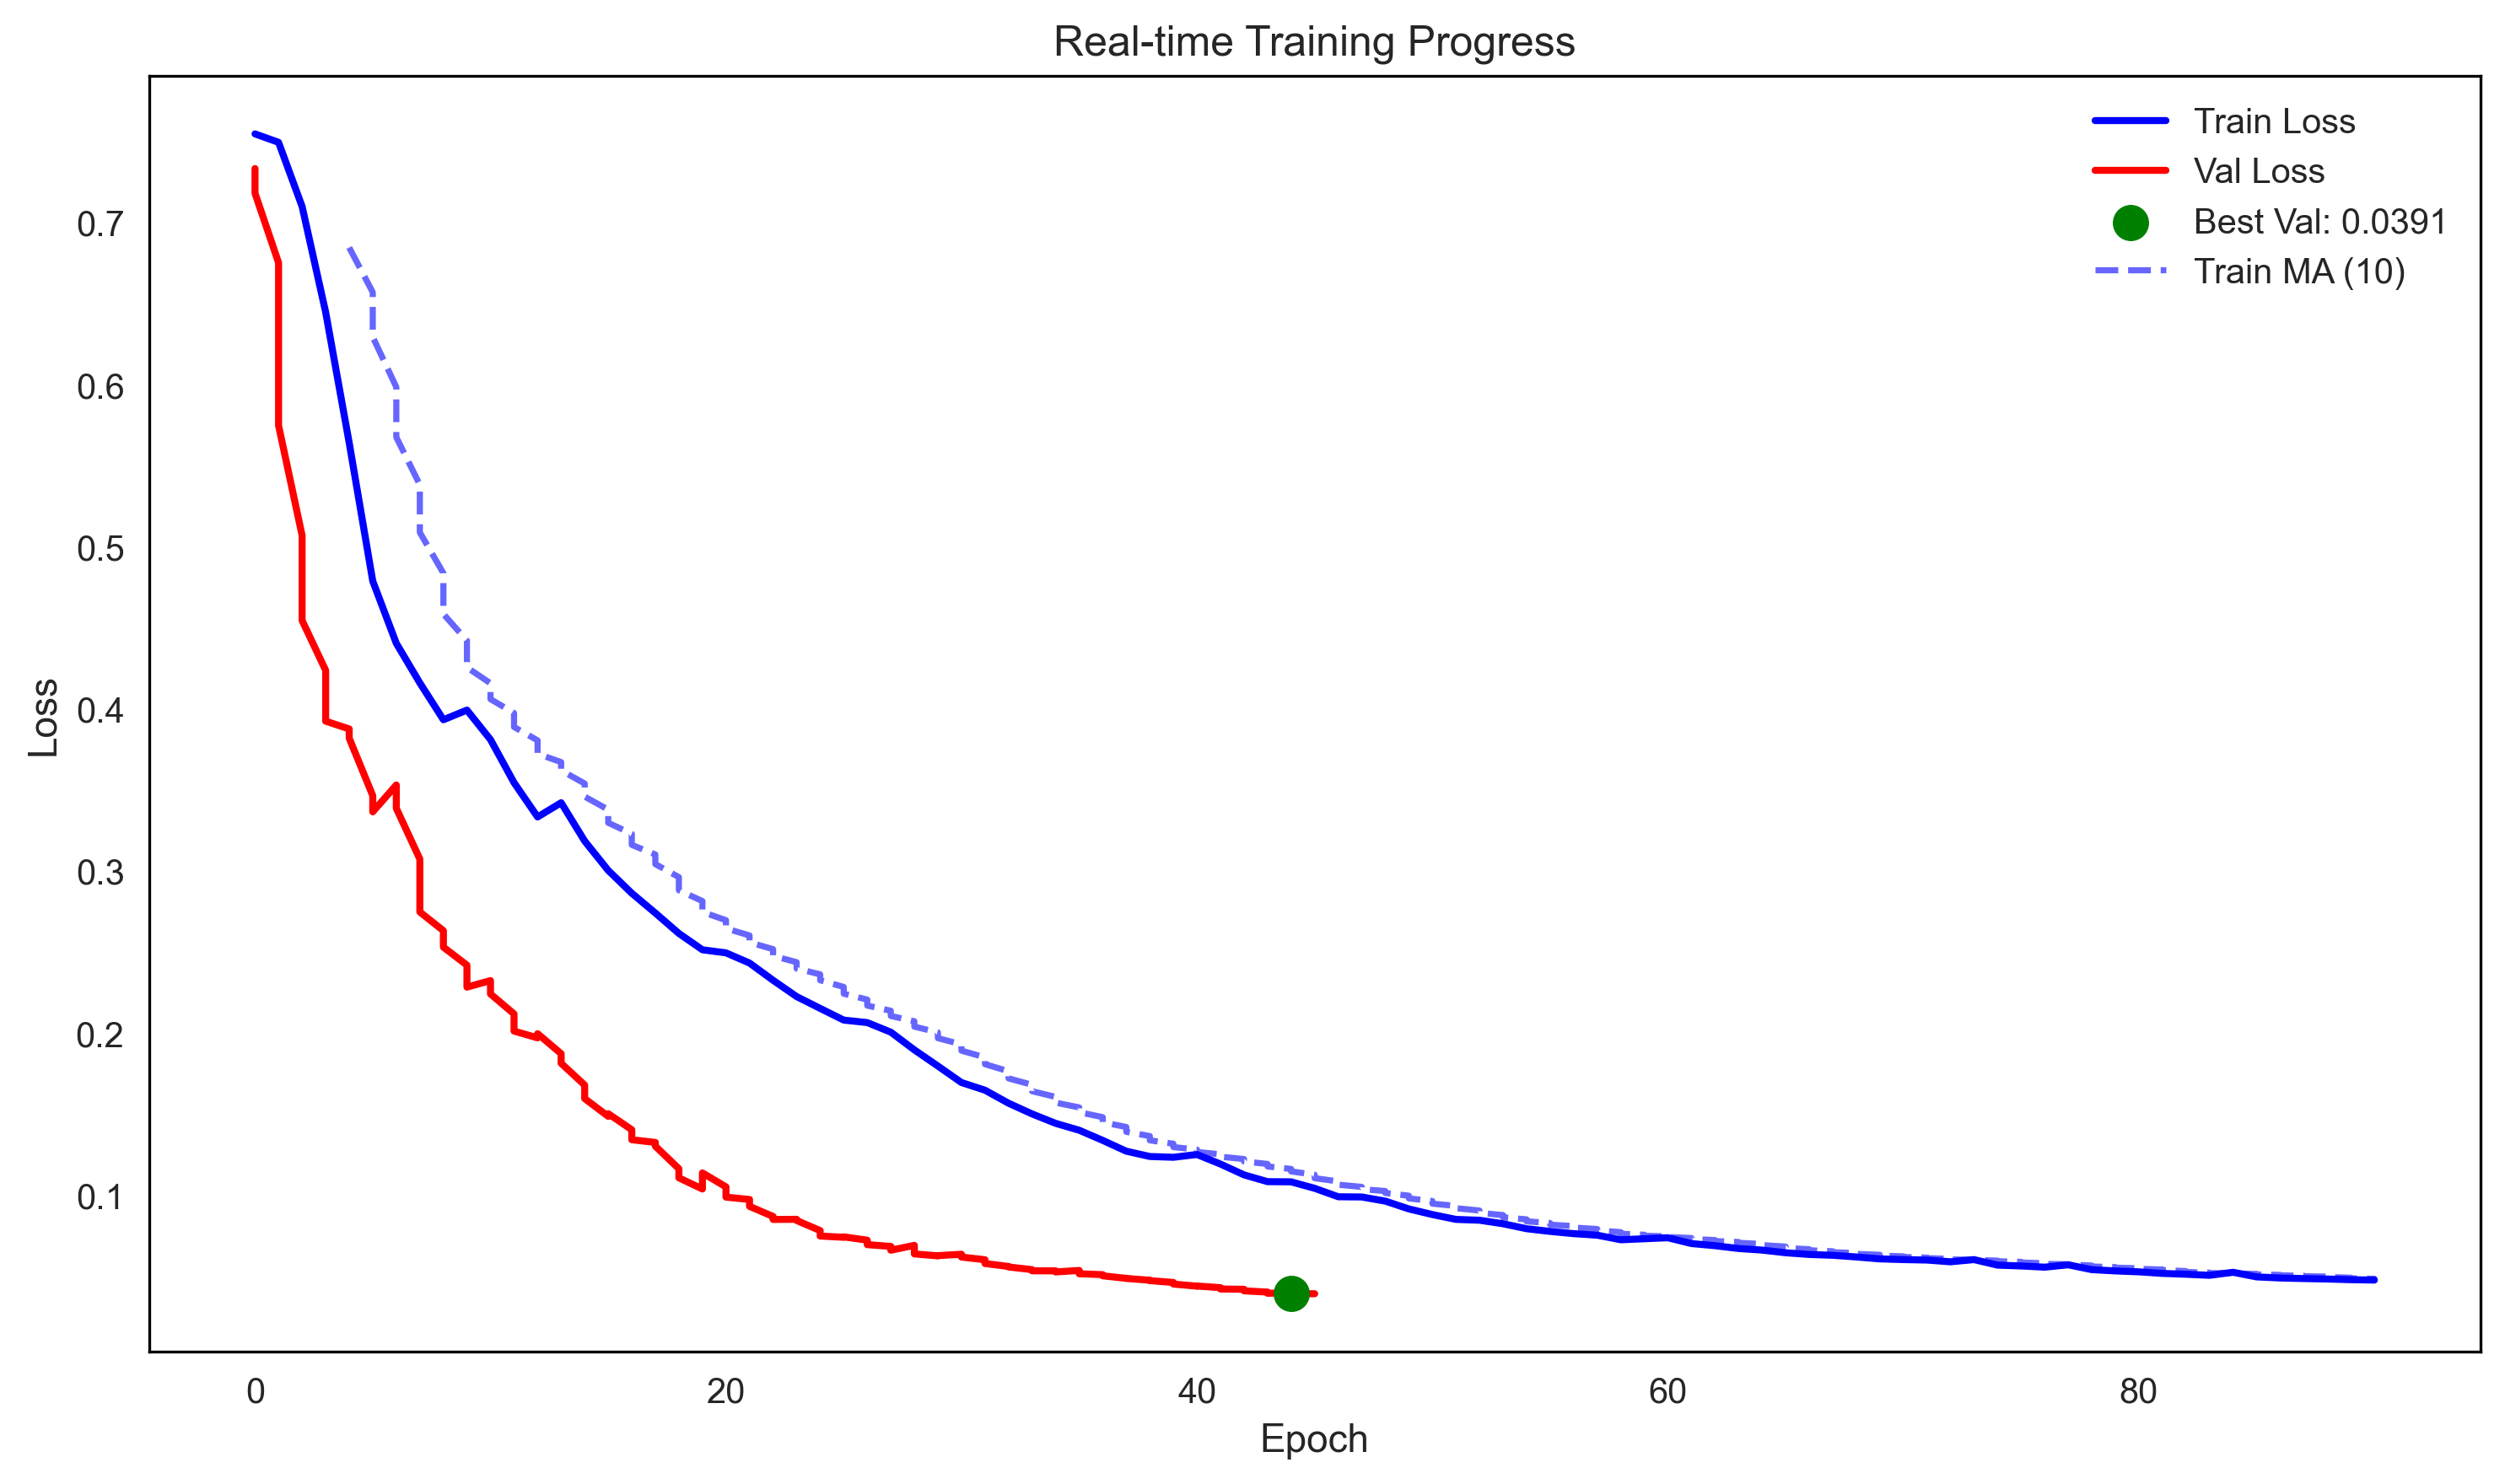 Real-time Training Progress
Train Loss
Val Loss
Best Val: 0.0391
Train MA (10)
Loss
0.7
0.6
0.5
0.4
0.3
0.2
0.1
0
20
40
60
80
Epoch